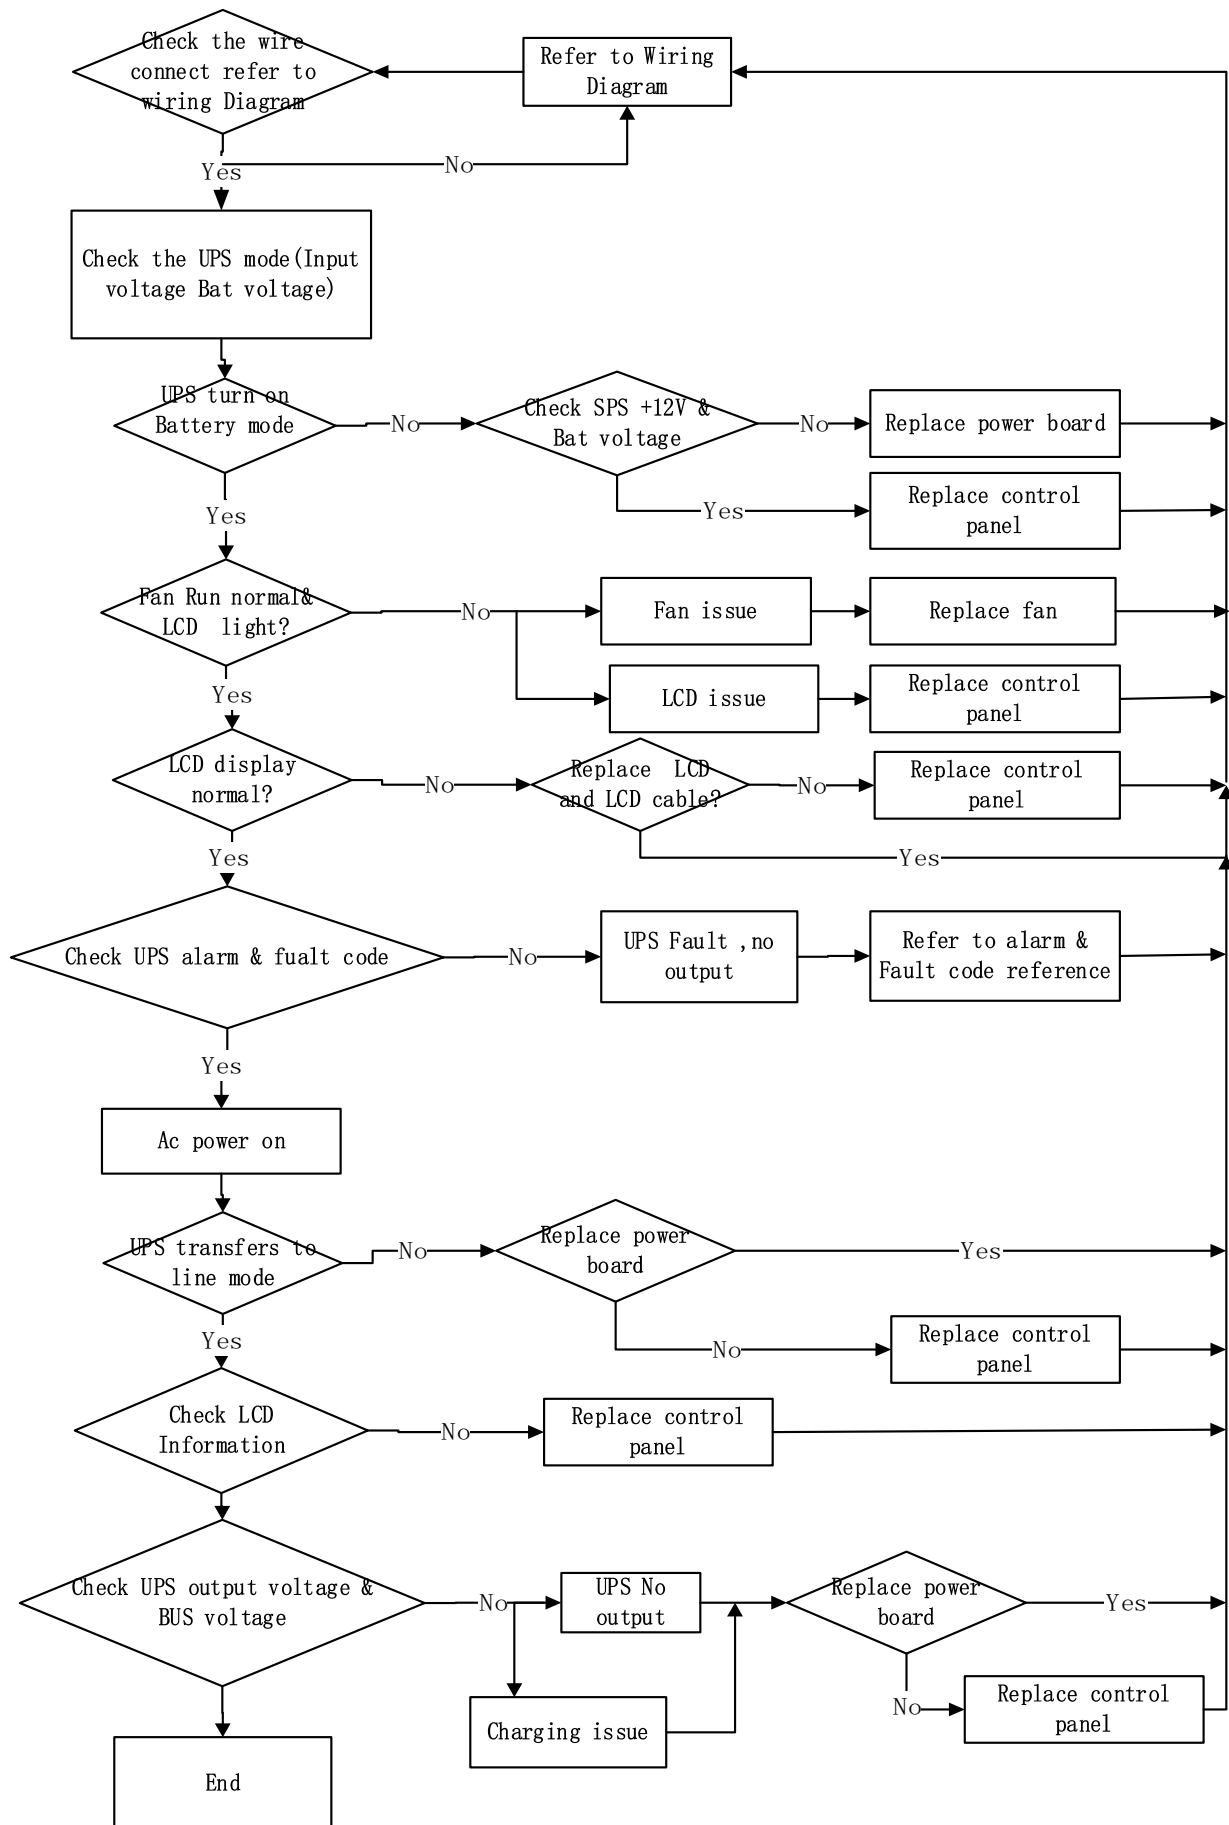 Check the wire
connect refer to
wiring Diagram
Refer to Wiring
Diagram
No
Yes
Check the UPS mode(Input
voltage Bat voltage)
UPS turn on
Battery mode
No
Check SPS +12V &
Bat voltage
No
Replace power board
Yes
Replace control
panel
Yes
Fan Run normal&
LCD light?
No
Fan issue
Replace fan
LCD issue
Replace control
panel
Yes
LCD display
normal?
No
Replace LCD
and LCD cable?
No
Replace control
panel
Yes
Yes
Check UPS alarm & fualt code
No
UPS Fault ,no
output
Refer to alarm &
Fault code reference
Yes
Ac power on
UPS transfers to
line mode
No
Replace power
board
Yes
No
Replace control
panel
Yes
Check LCD
Information
No
Replace control
panel
Check UPS output voltage &
BUS voltage
No
UPS No
output
Charging issue
Replace power
board
Yes
No
Replace control
panel
End